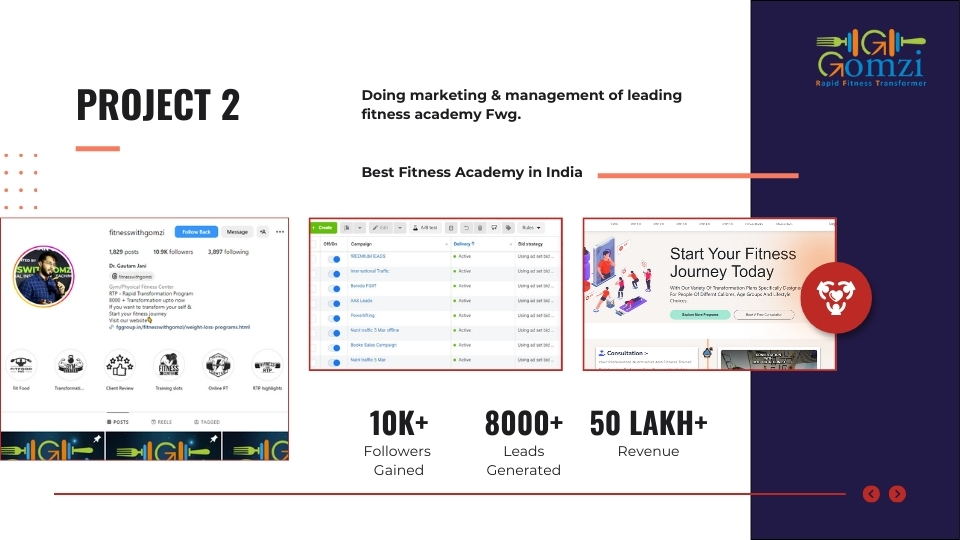 GOMZI
Rapid Fitness Transformer
PROJECT 2
Doing marketing & management of leading
fitness academy Fwg.
Best Fitness Academy in India
fitnesswithgomzi
Follow Back
Message
1,829 posts
10.9K followers
3,897 following
Dr. Gautam Jani
fitnesswithgomzi
Gym/Physical Fitness Center
RTP - Rapid Transformation Program
8000 + Transformation upto now
If you want to transform your self &
Start your fitness journey
Visit our website
fggroup.in/fitnesswithgomzi/weight-loss-programs.html
Fit Food
Transformati...
Client Review
Training slots
Online PT
RTP highlights
POSTS
REELS
TAGGED
Create
Edit
A/B test
Rules
Off/On
Campaign
Delivery ↑
Bid strategy
Active
Using ad set bid...
International Traffic
Active
Using ad set bid...
Baroda FGIIT
Active
Using ad set bid...
AAA Leads
Active
Using ad set bid...
Powerlifting
Active
Using ad set bid...
Nutri traffic 5 Mar offline
Active
Using ad set bid...
Books Sales Campaign
Active
Using ad set bid...
Nutri traffic 5 Mar
Active
Using ad set bid...
Start Your Fitness
Journey Today
With Our Variety Of Transformation Plans Specifically Designed
For People Of Different Calibres, Age Groups And Lifestyle
Choices
Explore More Programs
Book A Free Consultation
Consultation :-
CONSULTATION
WITH
10K+
Followers
Gained
8000+
Leads
Generated
50 LAKH+
Revenue